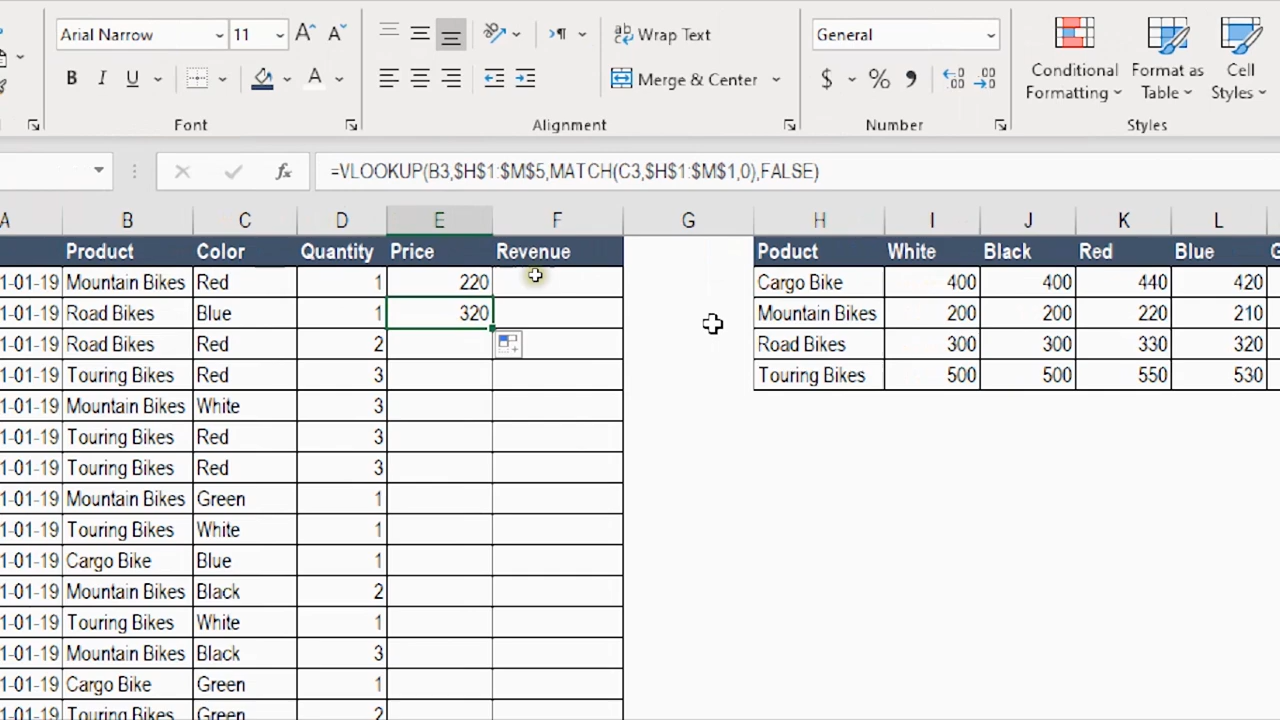 Arial Narrow 11 A A ab Wrap Text General
B I U A Merge & Center $ % 9 Conditional Formatting Format as Table Cell Styles
Font Alignment Number Styles
fx =VLOOKUP(B3,$H$1:$M$5,MATCH(C3,$H$1:$M$1,0),FALSE)
A B C D E F G H I J K L
Product Color Quantity Price Revenue Poduct White Black Red Blue G
1-01-19 Mountain Bikes Red 1 220 Cargo Bike 400 400 440 420
1-01-19 Road Bikes Blue 1 320 Mountain Bikes 200 200 220 210
1-01-19 Road Bikes Red 2 Road Bikes 300 300 330 320
1-01-19 Touring Bikes Red 3 Touring Bikes 500 500 550 530
1-01-19 Mountain Bikes White 3
1-01-19 Touring Bikes Red 3
1-01-19 Touring Bikes Red 3
1-01-19 Mountain Bikes Green 1
1-01-19 Touring Bikes White 1
1-01-19 Cargo Bike Blue 1
1-01-19 Mountain Bikes Black 2
1-01-19 Touring Bikes White 1
1-01-19 Mountain Bikes Black 3
1-01-19 Cargo Bike Green 1
1-01-19 Touring Bikes Green 2